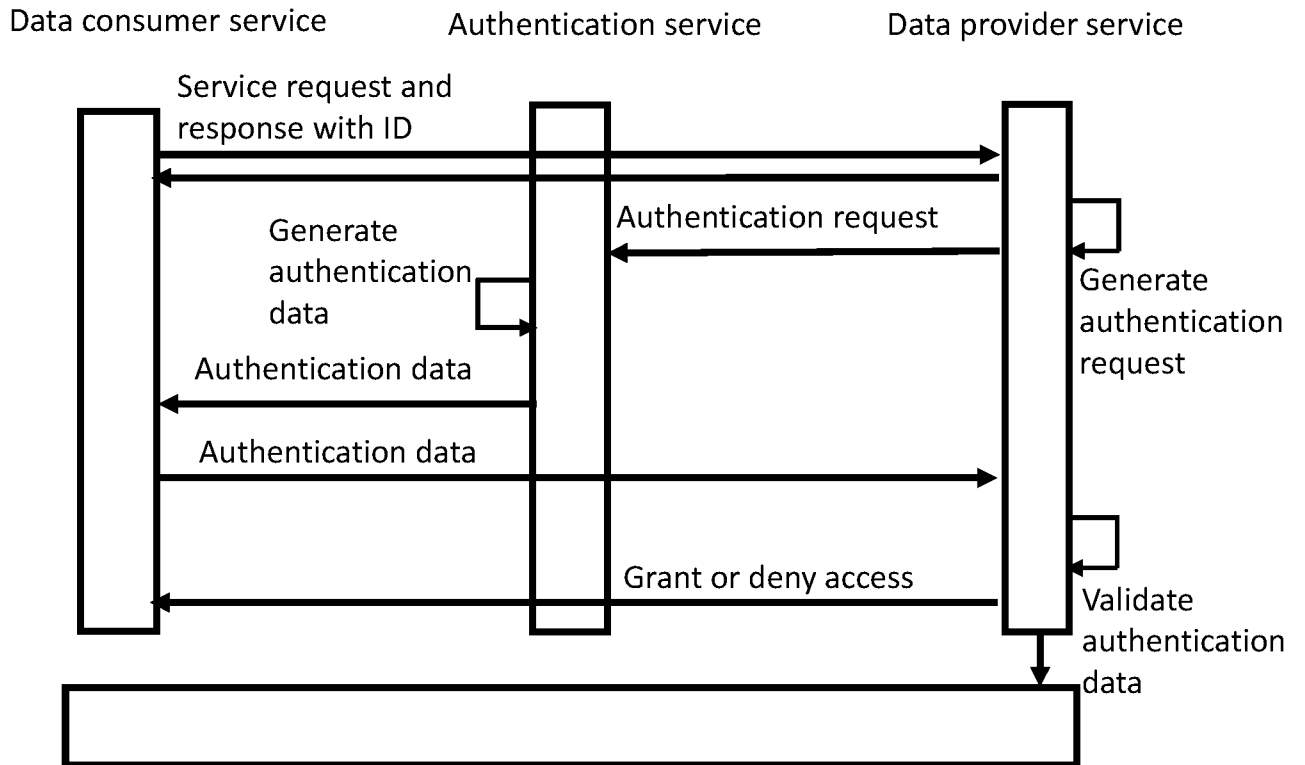 Data consumer service
Authentication service
Data provider service
Service request and
response with ID
Authentication request
Generate
authentication
data
Generate
authentication
request
Authentication data
Authentication data
Grant or deny access
Validate
authentication
data